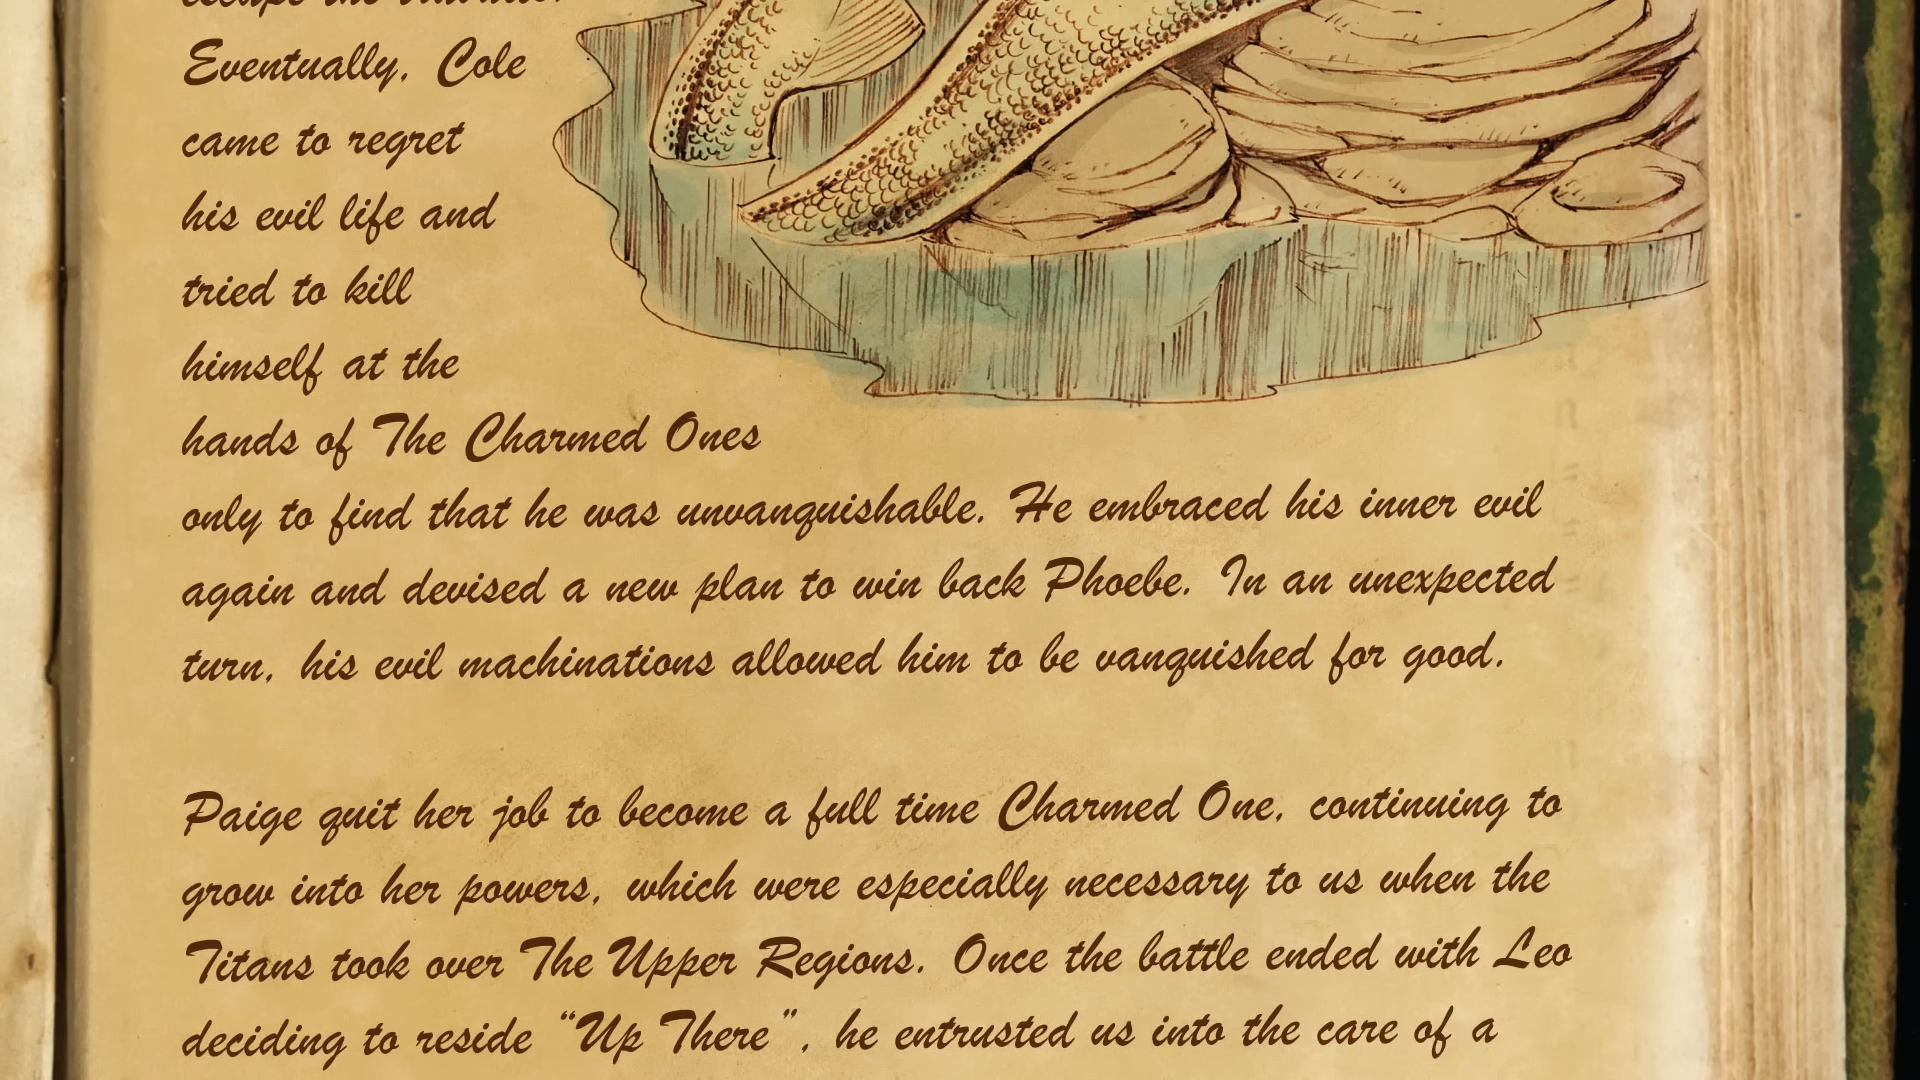 Eventually, Cole
came to regret
his evil life and
tried to kill
himself at the
hands of The Charmed Ones
only to find that he was unvanquishable. He embraced his inner evil
again and devised a new plan to win back Phoebe. In an unexpected
turn, his evil machinations allowed him to be vanquished for good.
Paige quit her job to become a full time Charmed One, continuing to
grow into her powers, which were especially necessary to us when the
Titans took over The Upper Regions. Once the battle ended with Leo
deciding to reside “Up There”, he entrusted us into the care of a